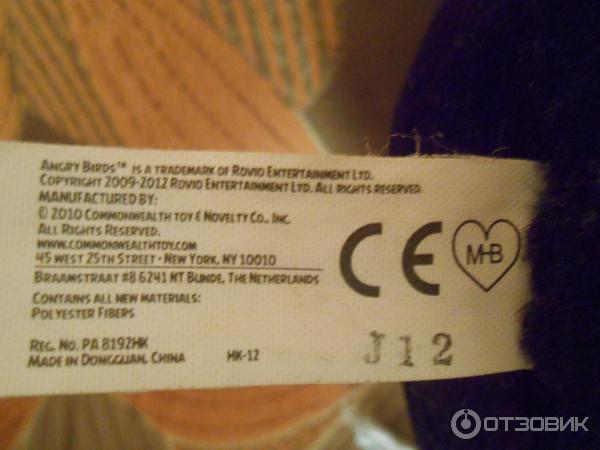 ANGRY BIRDS™ IS A TRADEMARK OF ROVIO ENTERTAINMENT LTD.
COPYRIGHT 2009-2012 ROVIO ENTERTAINMENT LTD. ALL RIGHTS RESERVED.
MANUFACTURED BY:
© 2010 COMMONWEALTH TOY & NOVELTY CO., INC.
ALL RIGHTS RESERVED.
WWW.COMMONWEALTHTOY.COM
45 WEST 25TH STREET • NEW YORK, NY 10010
BRAAMSTRAAT #8 6241 NT BUNDE, THE NETHERLANDS
CONTAINS ALL NEW MATERIALS:
POLYESTER FIBERS
REG. NO. PA 8192HK
MADE IN DONGGUAN, CHINA HK-12
CE
MHB
J 1 2
ОТЗОВИК